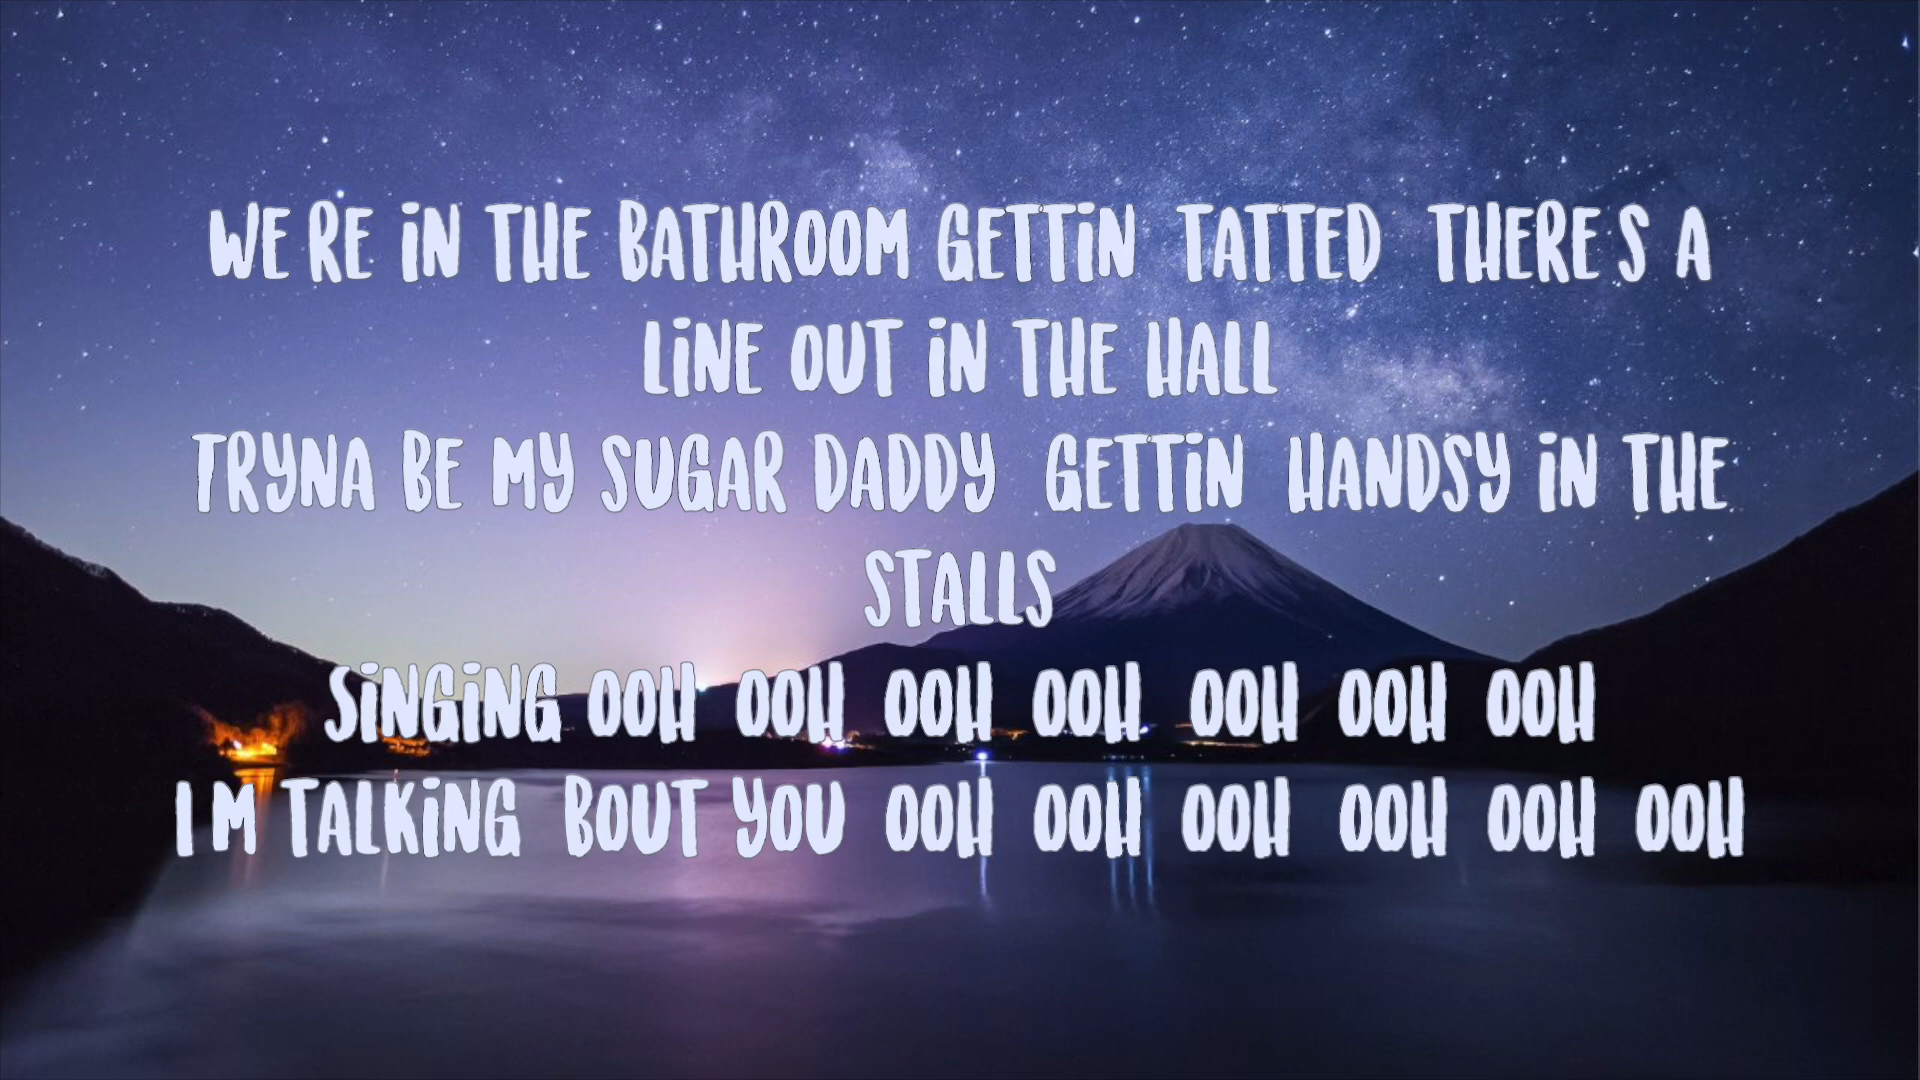 WE RE iN THE BATHROOM GETTiN  TATTED  THERE S A
LiNE OUT iN THE HALL
TRYNA BE MY SUGAR DADDY  GETTiN  HANDSY iN THE
STALLS
SiNGiNG OOH  OOH  OOH  OOH  OOH  OOH  OOH
I M TALKiNG  BOUT YOU  OOH  OOH  OOH  OOH  OOH  OOH